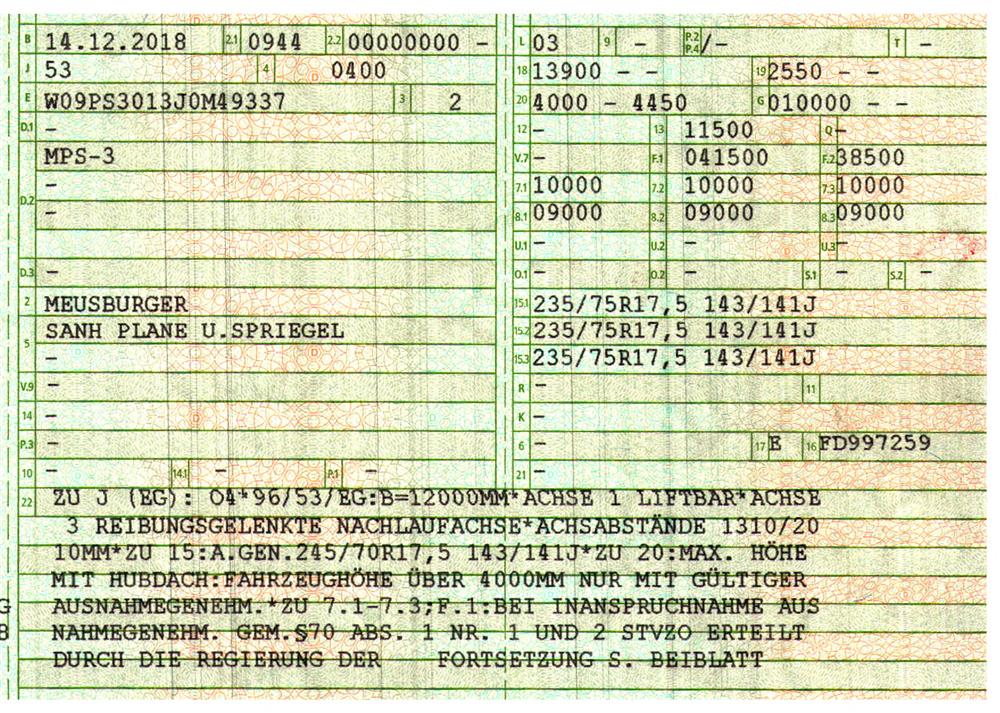 B 14.12.2018 2.1 0944 2.2 00000000 -
J 53 4 0400
E W09PS3013J0M49337 3 2
D.1 -
MPS-3
D.2 -
-
D.3 -
2 MEUSBURGER
5 SANH PLANE U.SPRIEGEL
-
V.9 -
14 -
P.3 -
10 - 14.1 - P.1 -
L 03 9 - P.2 P.4 /- T -
18 13900 - - 19 2550 - -
20 4000 - 4450 G 010000 - -
12 - 13 11500 Q -
V.7 - F.1 041500 F.2 38500
7.1 10000 7.2 10000 7.3 10000
8.1 09000 8.2 09000 8.3 09000
U.1 - U.2 - U.3 -
O.1 - O.2 - S.1 - S.2 -
15.1 235/75R17,5 143/141J
15.2 235/75R17,5 143/141J
15.3 235/75R17,5 143/141J
R - 11
K -
6 - 17 E 16 FD997259
21 -
22 ZU J (EG): O4*96/53/EG:B=12000MM*ACHSE 1 LIFTBAR*ACHSE
3 REIBUNGSGELENKTE NACHLAUFACHSE*ACHSABSTÄNDE 1310/20
10MM*ZU 15:A.GEN.245/70R17,5 143/141J*ZU 20:MAX. HÖHE
MIT HUBDACH:FAHRZEUGHÖHE ÜBER 4000MM NUR MIT GÜLTIGER
G AUSNAHMEGENEHM.*ZU 7.1-7.3;F.1:BEI INANSPRUCHNAHME AUS
8 NAHMEGENEHM. GEM.§70 ABS. 1 NR. 1 UND 2 STVZO ERTEILT
DURCH DIE REGIERUNG DER FORTSETZUNG S. BEIBLATT